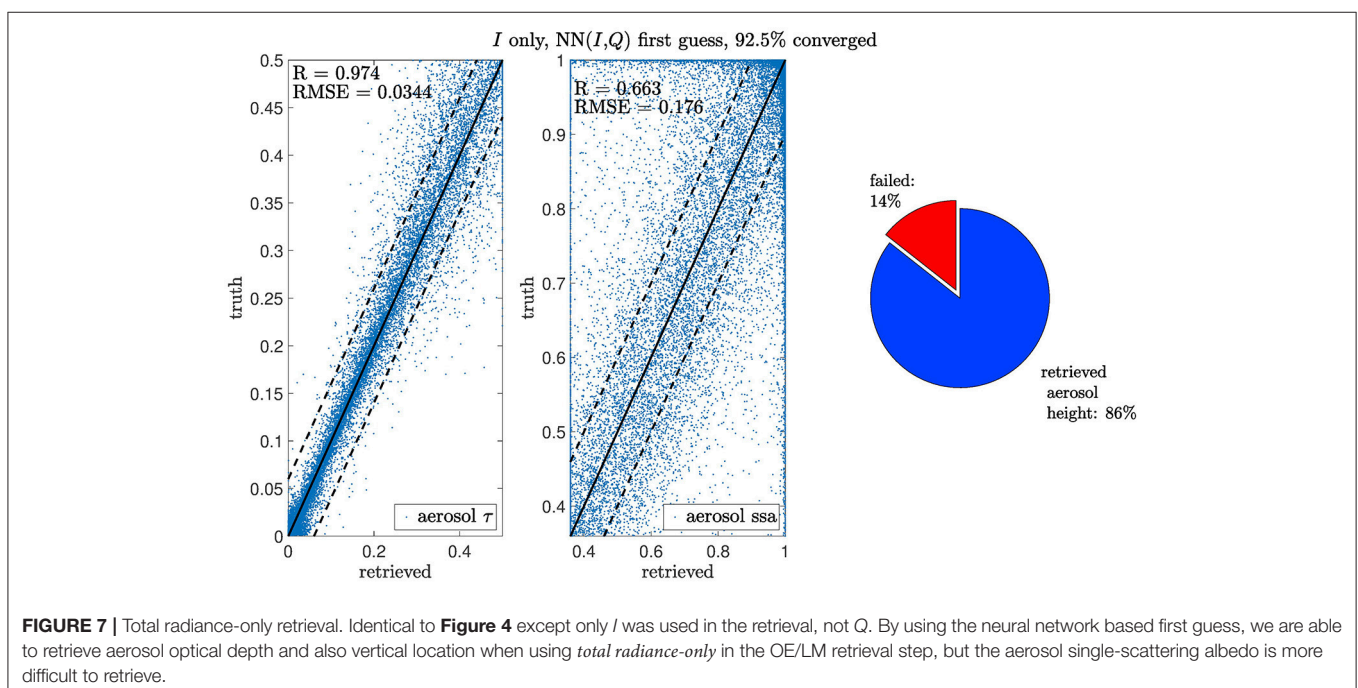 I only, NN(I,Q) first guess, 92.5% converged
R = 0.974
RMSE = 0.0344
0.5
0.45
0.4
0.35
0.3
0.25
0.2
0.15
0.1
0.05
0
truth
aerosol τ
0 0.2 0.4
retrieved
R = 0.663
RMSE = 0.176
1
0.9
0.8
0.7
0.6
0.5
0.4
truth
aerosol ssa
0.4 0.6 0.8 1
retrieved
failed:
14%
retrieved
aerosol
height: 86%
FIGURE 7 | Total radiance-only retrieval. Identical to Figure 4 except only I was used in the retrieval, not Q. By using the neural network based first guess, we are able
to retrieve aerosol optical depth and also vertical location when using total radiance-only in the OE/LM retrieval step, but the aerosol single-scattering albedo is more
difficult to retrieve.